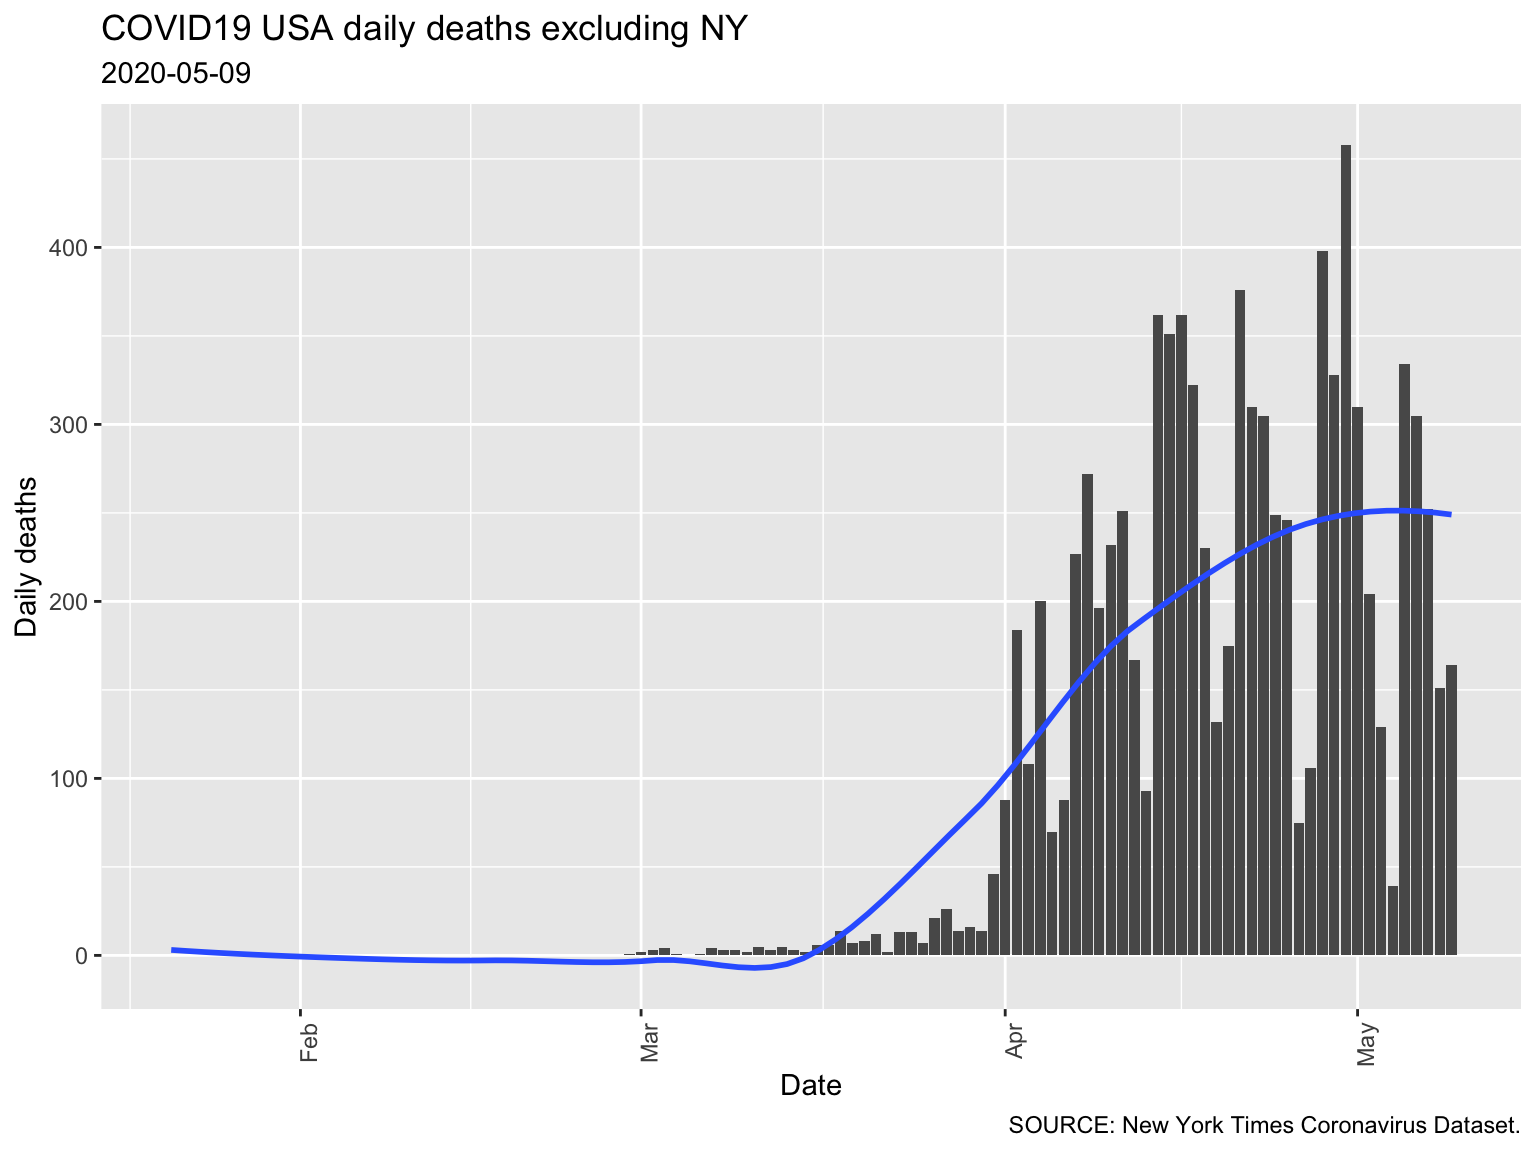 COVID19 USA daily deaths excluding NY
2020-05-09
Daily deaths
400
300
200
100
0
Feb
Mar
Apr
May
Date
SOURCE: New York Times Coronavirus Dataset.